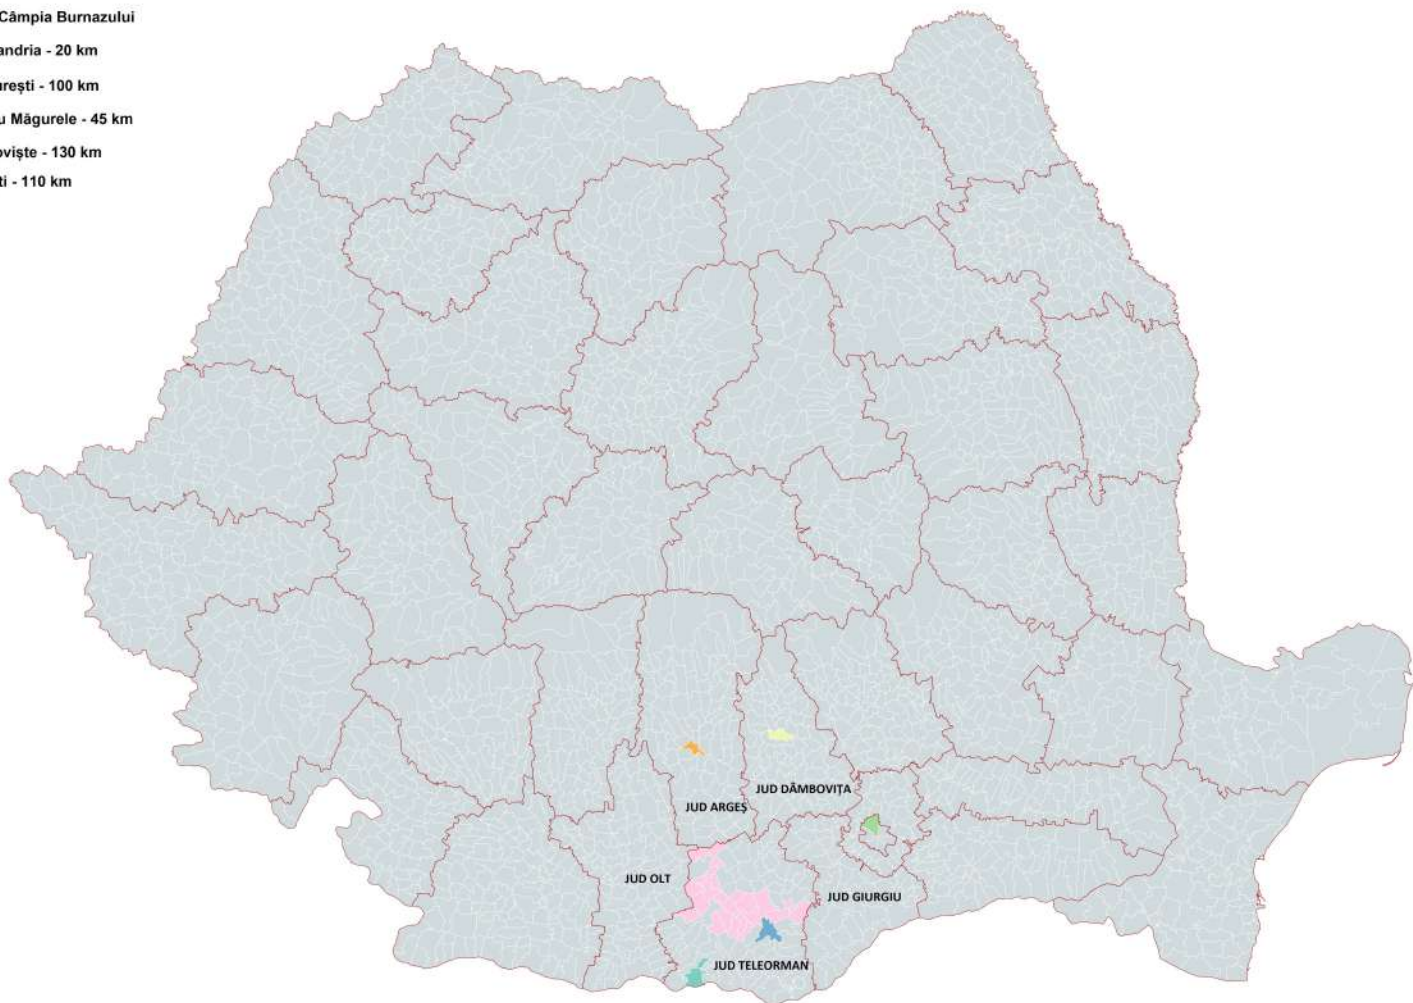 Câmpia Burnazului
andria - 20 km
urești - 100 km
u Măgurele - 45 km
oviște - 130 km
ti - 110 km
JUD DÂMBOVIȚA
JUD ARGEȘ
JUD OLT
JUD GIURGIU
JUD TELEORMAN